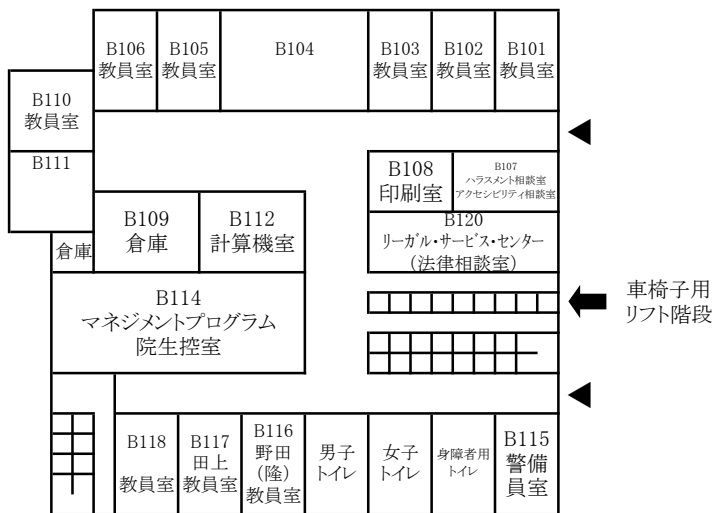 B106
教員室
B105
教員室
B104
B103
教員室
B102
教員室
B101
教員室
B110
教員室
B111
B108
印刷室
B107
ハラスメント相談室
アクセシビリティ相談室
B109
倉庫
B112
計算機室
B120
リーガル・サービス・センター
(法律相談室)
倉庫
B114
マネジメントプログラム
院生控室
車椅子用
リフト階段
B118
教員室
B117
田上
教員室
B116
野田
(隆)
教員室
男子
トイレ
女子
トイレ
身障者用
トイレ
B115
警備
員室